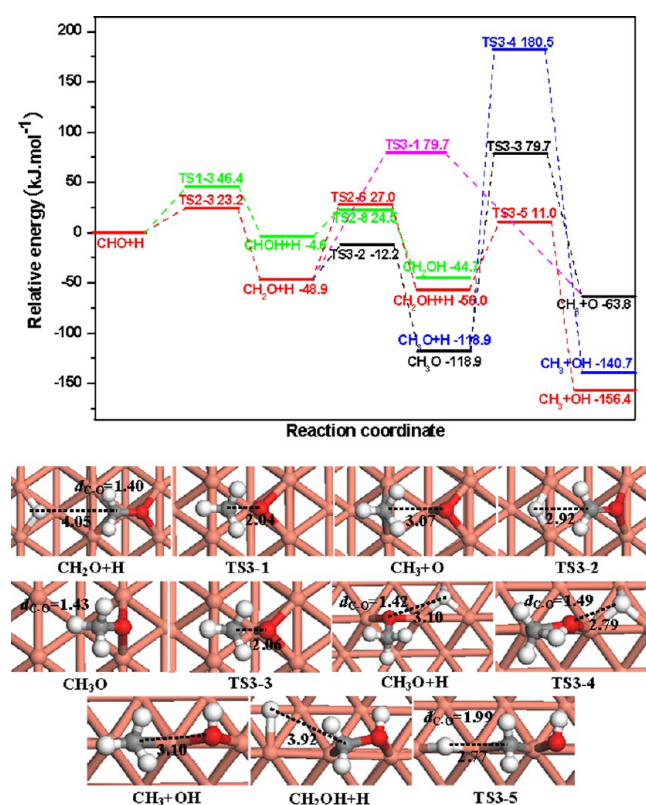 200
150
100
50
0
-50
-100
-150
Relative energy (kJ.mol⁻¹)
TS3-4 180.5
TS3-1 79.7
TS3-3 79.7
TS1-3 46.4
TS2-3 23.2
TS2-6 27.0
TS2-8 24.5
TS3-5 11.0
CHO+H
CHOH+H -4.6
TS3-2 -12.2
CH₂O+H -48.9
CH₂OH -44.7
CH₂OH+H
CH₃+O -63.8
CH₃O+H -118.9
CH₃O -118.9
CH₃+OH -140.7
CH₃+OH -156.4
Reaction coordinate
d_C-O=1.40
4.05
2.04
3.07
2.92
CH₂O+H
TS3-1
CH₃+O
TS3-2
d_C-O=1.43
2.06
d_C-O=1.42
3.10
d_C-O=1.49
2.79
CH₃O
TS3-3
CH₃O+H
TS3-4
3.10
3.92
d_C-O=1.99
2.77
CH₃+OH
CH₂OH+H
TS3-5